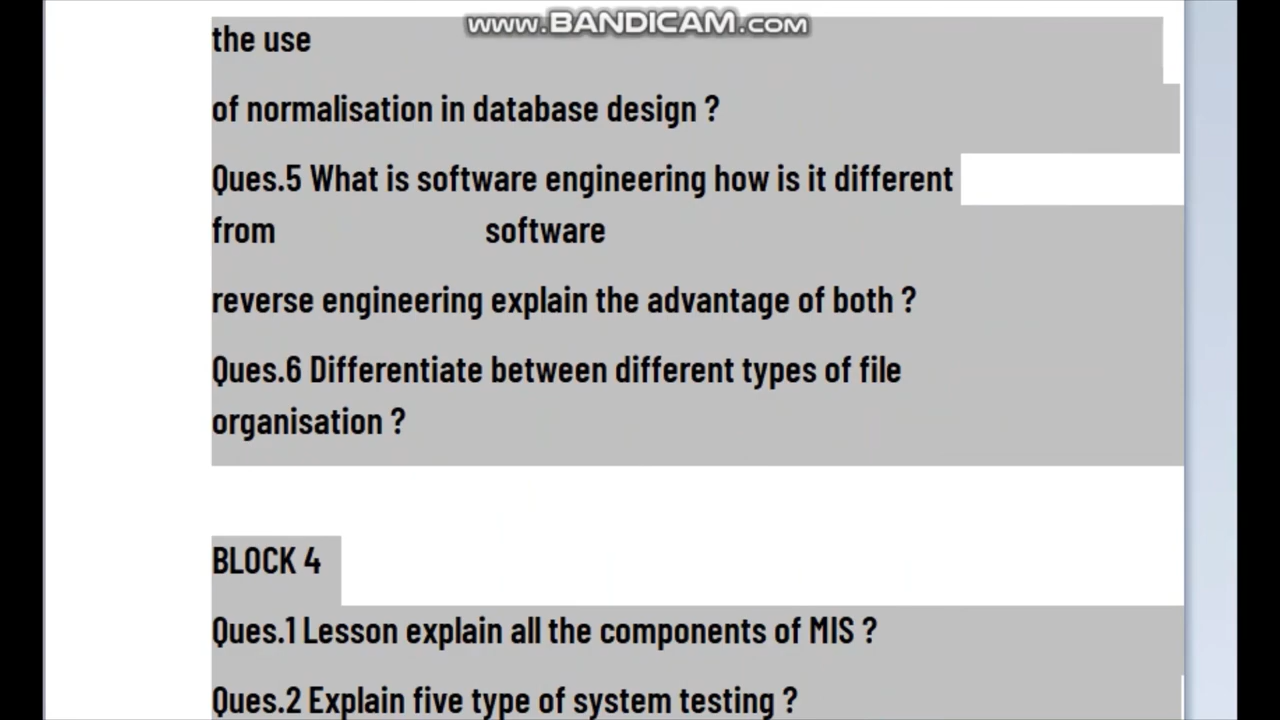 www.BANDICAM.com
the use
of normalisation in database design ?
Ques.5 What is software engineering how is it different
from software
reverse engineering explain the advantage of both ?
Ques.6 Differentiate between different types of file
organisation ?
BLOCK 4
Ques.1 Lesson explain all the components of MIS ?
Ques.2 Explain five type of system testing ?